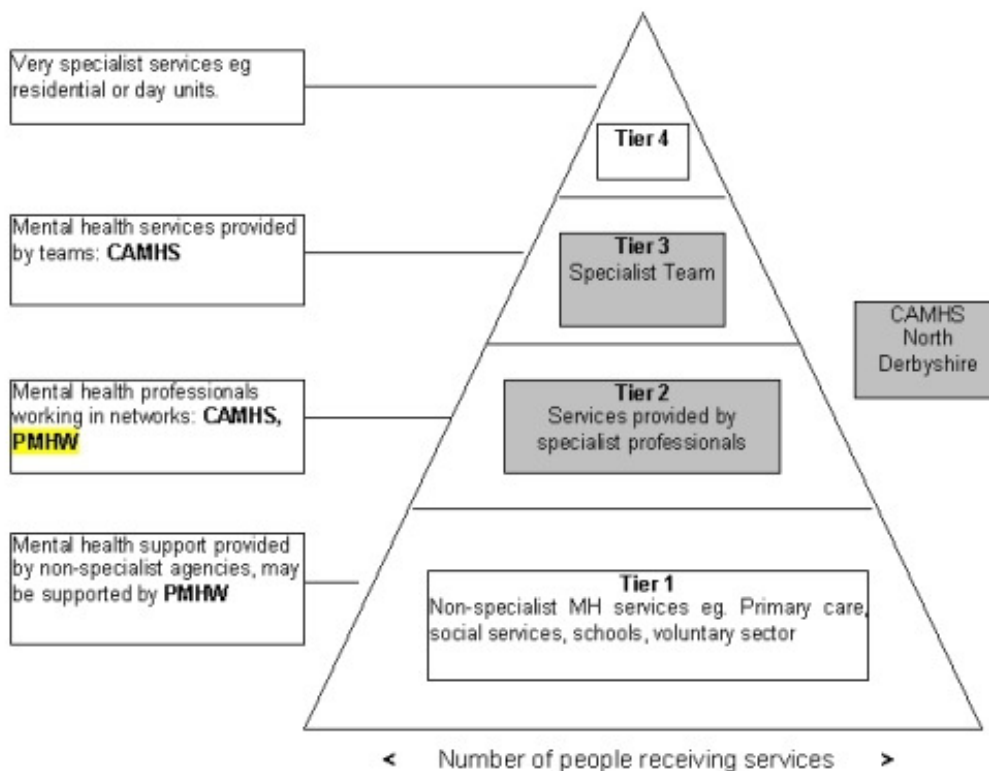 Very specialist services eg
residential or day units.
Tier 4
Mental health services provided
by teams: CAMHS
Tier 3
Specialist Team
CAMHS
North
Derbyshire
Mental health professionals
working in networks: CAMHS,
PMHW
Tier 2
Services provided by
specialist professionals
Mental health support provided
by non-specialist agencies, may
be supported by PMHW
Tier 1
Non-specialist MH services eg. Primary care,
social services, schools, voluntary sector
< Number of people receiving services >